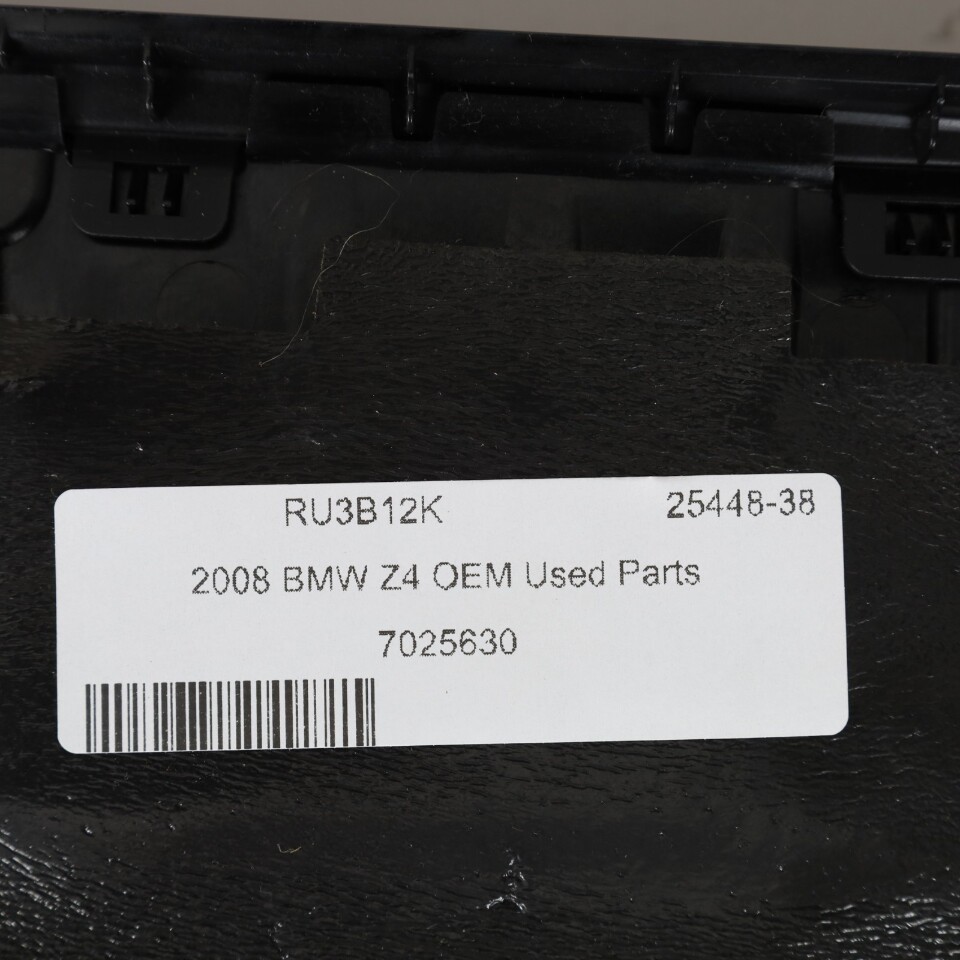 RU3B12K 25448-38
2008 BMW Z4 OEM Used Parts
7025630